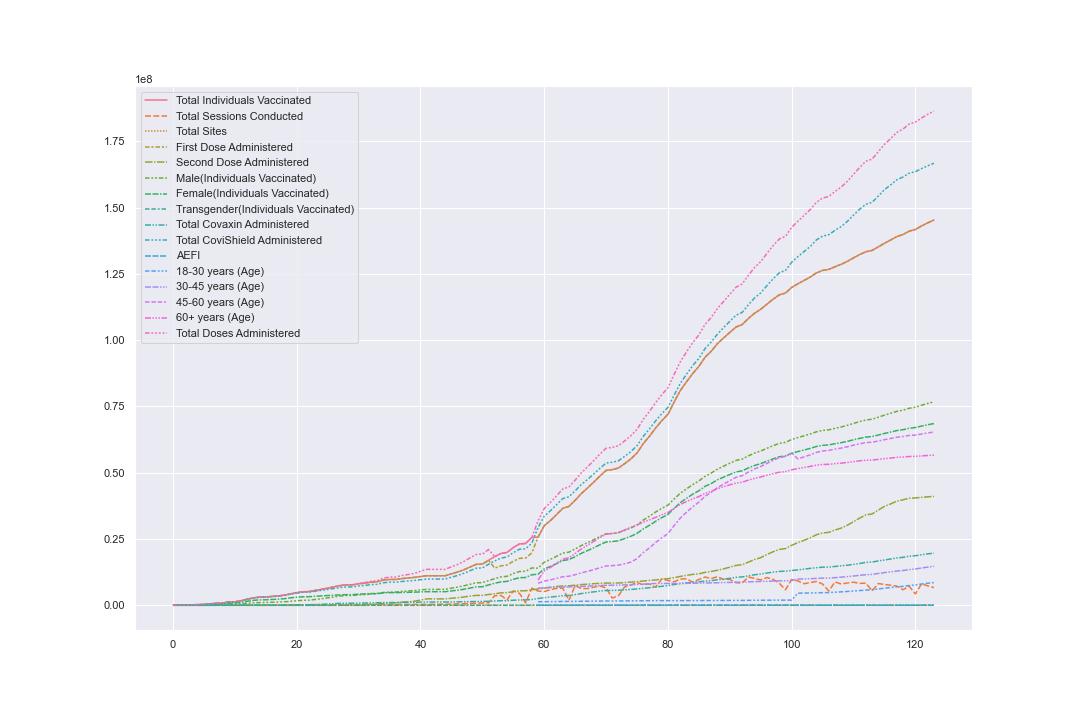 1e8
Total Individuals Vaccinated
Total Sessions Conducted
Total Sites
First Dose Administered
Second Dose Administered
Male(Individuals Vaccinated)
Female(Individuals Vaccinated)
Transgender(Individuals Vaccinated)
Total Covaxin Administered
Total CoviShield Administered
AEFI
18-30 years (Age)
30-45 years (Age)
45-60 years (Age)
60+ years (Age)
Total Doses Administered
1.75
1.50
1.25
1.00
0.75
0.50
0.25
0.00
0 20 40 60 80 100 120